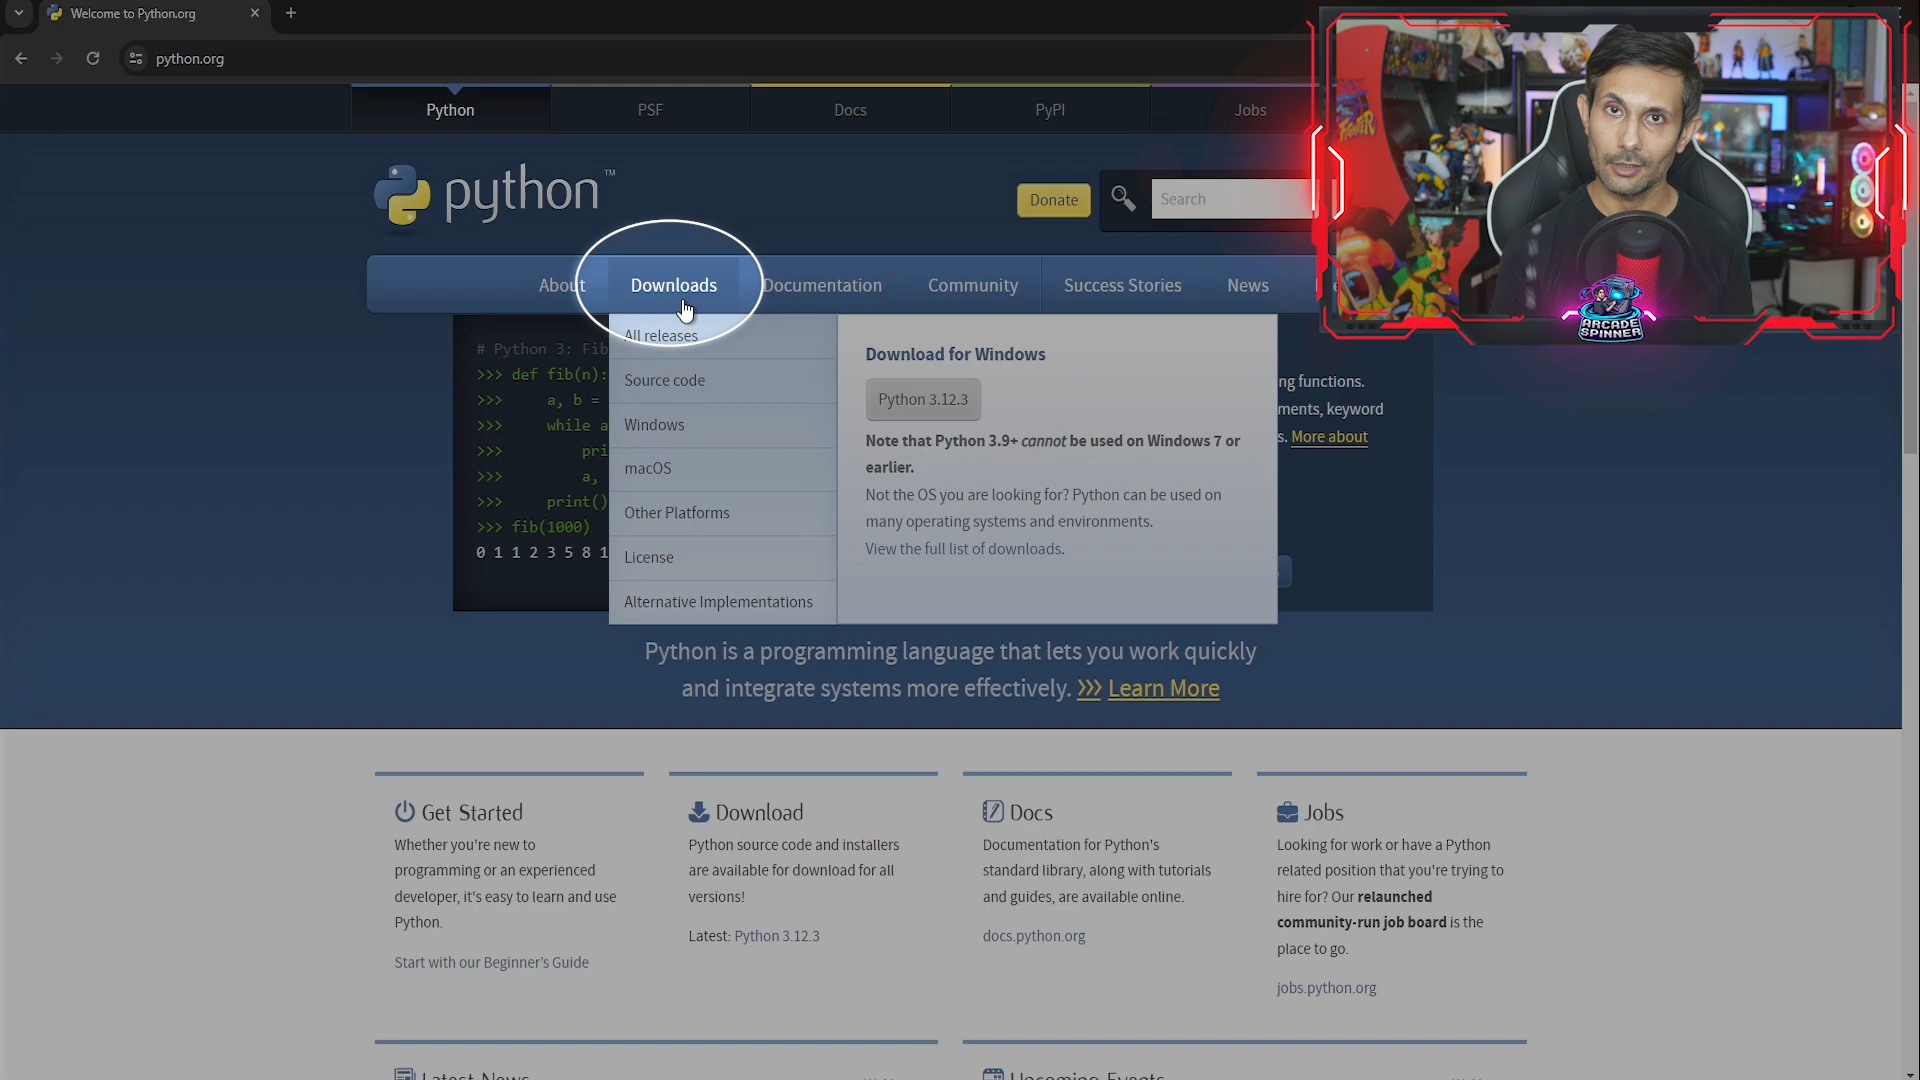 Welcome to Python.org
python.org
Python
PSF
Docs
PyPI
Jobs
python™
Donate
Search
About
Downloads
Documentation
Community
Success Stories
News
# Python 3: Fib
>>> def fib(n):
>>> a, b =
>>> while a
>>> pri
>>> a,
>>> print()
>>> fib(1000)
0 1 1 2 3 5 8 1
All releases
Source code
Windows
macOS
Other Platforms
License
Alternative Implementations
Download for Windows
Python 3.12.3
Note that Python 3.9+ cannot be used on Windows 7 or
earlier.
Not the OS you are looking for? Python can be used on
many operating systems and environments.
View the full list of downloads.
ng functions.
ments, keyword
s. More about
Python is a programming language that lets you work quickly
and integrate systems more effectively. >>> Learn More
Get Started
Whether you're new to
programming or an experienced
developer, it's easy to learn and use
Python.
Start with our Beginner's Guide
Download
Python source code and installers
are available for download for all
versions!
Latest: Python 3.12.3
Docs
Documentation for Python's
standard library, along with tutorials
and guides, are available online.
docs.python.org
Jobs
Looking for work or have a Python
related position that you're trying to
hire for? Our relaunched
community-run job board is the
place to go.
jobs.python.org
Latest News
Upcoming Events
FIGHTER
ARCADE
SPINNER